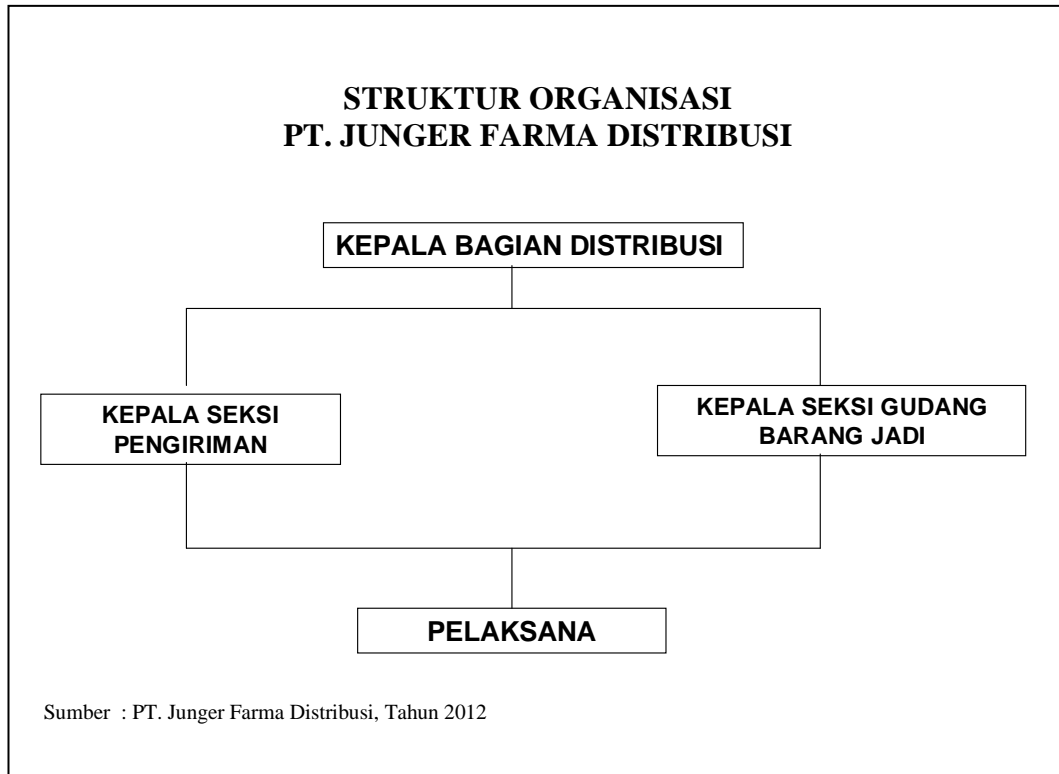 STRUKTUR ORGANISASI
PT. JUNGER FARMA DISTRIBUSI
KEPALA BAGIAN DISTRIBUSI
KEPALA SEKSI
PENGIRIMAN
KEPALA SEKSI GUDANG
BARANG JADI
PELAKSANA
Sumber : PT. Junger Farma Distribusi, Tahun 2012